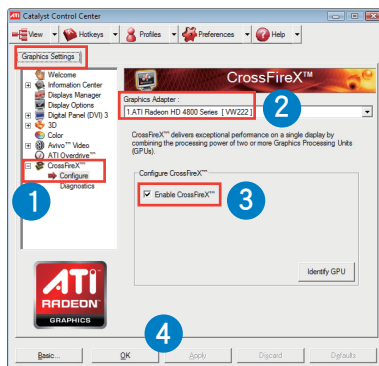 ATI Catalyst Control Center
View Hotkeys Profiles Preferences Help
Graphics Settings
Welcome
Information Center
Displays Manager
Display Options
Digital Panel (DVI) 3
3D
Color
Avivo™ Video
ATI Overdrive™
CrossFireX™
Configure
Diagnostics
1
ATI
RADEON
GRAPHICS
CrossFireX™
Graphics Adapter :
1.ATI Radeon HD 4800 Series [ VW222 ]
2
CrossFireX™ delivers exceptional performance on a single display by
combining the processing power of two or more Graphics Processing Units
(GPUs).
Configure CrossFireX™
Enable CrossFireX™
3
Identify GPU
4
Basic... OK Apply Discard Defaults